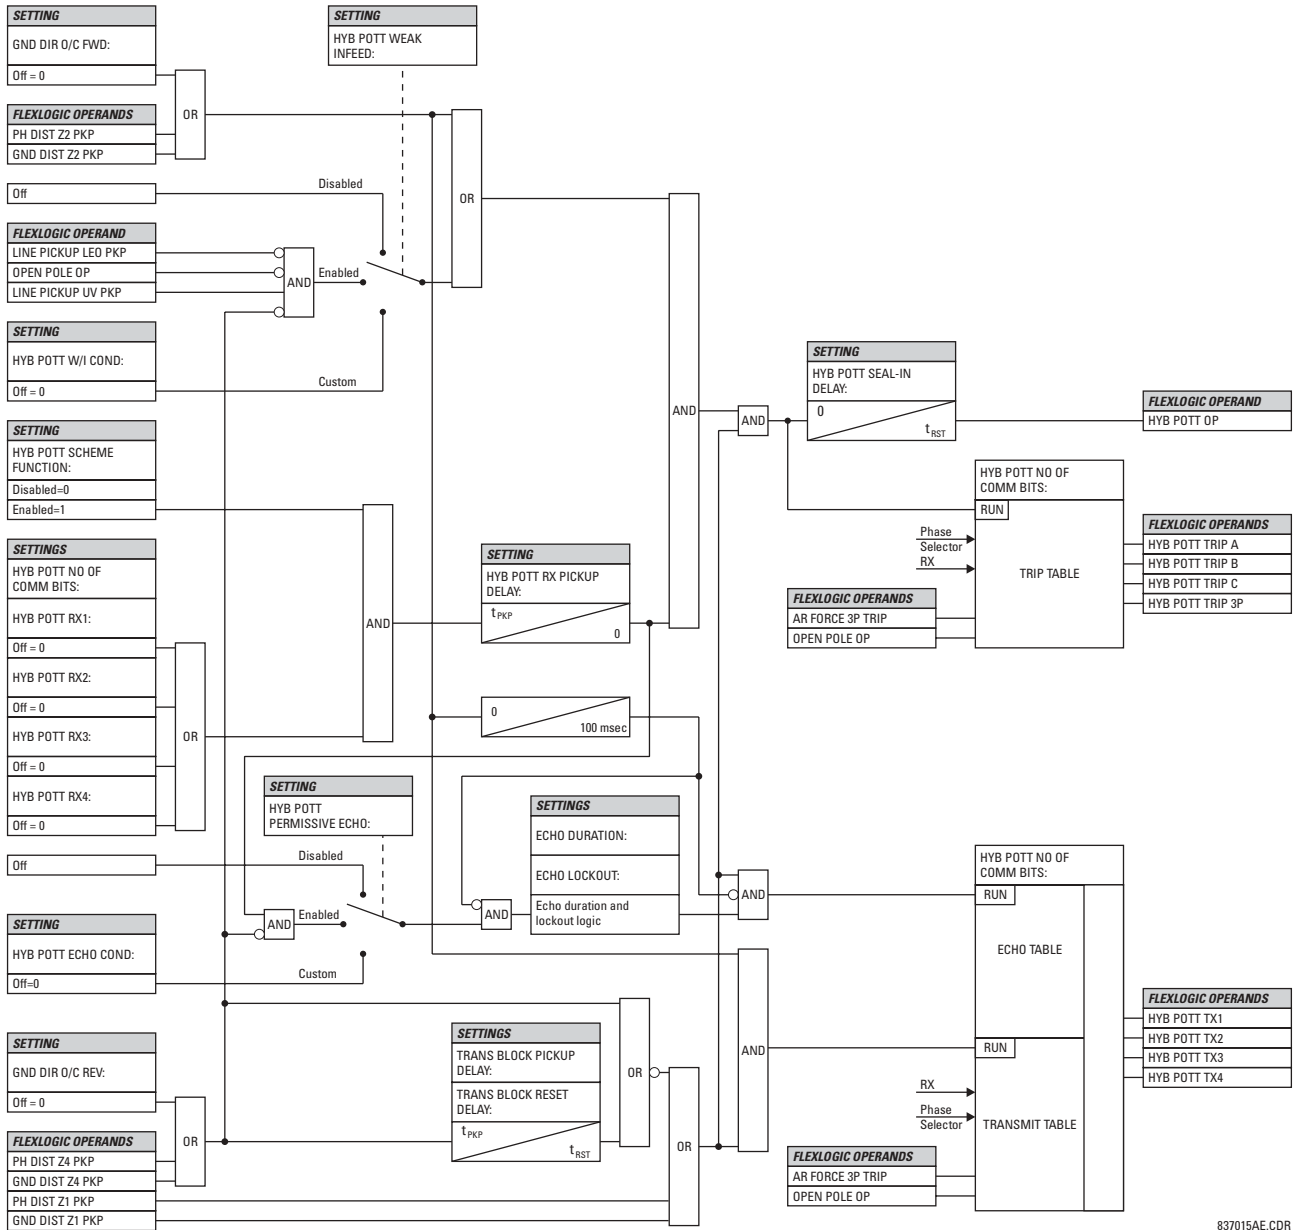 SETTING
GND DIR O/C FWD:
Off = 0
FLEXLOGIC OPERANDS
PH DIST Z2 PKP
GND DIST Z2 PKP
OR
SETTING
HYB POTT WEAK
INFEED:
Off
Disabled
FLEXLOGIC OPERAND
LINE PICKUP LEO PKP
OPEN POLE OP
LINE PICKUP UV PKP
AND
Enabled
OR
SETTING
HYB POTT W/I COND:
Off = 0
Custom
SETTING
HYB POTT SCHEME
FUNCTION:
Disabled=0
Enabled=1
SETTINGS
HYB POTT NO OF
COMM BITS:
HYB POTT RX1:
Off = 0
HYB POTT RX2:
Off = 0
HYB POTT RX3:
Off = 0
HYB POTT RX4:
Off = 0
OR
AND
SETTING
HYB POTT RX PICKUP
DELAY:
tPKP
0
AND
AND
SETTING
HYB POTT SEAL-IN
DELAY:
0
tRST
FLEXLOGIC OPERAND
HYB POTT OP
HYB POTT NO OF
COMM BITS:
RUN
Phase
Selector
RX
TRIP TABLE
FLEXLOGIC OPERANDS
AR FORCE 3P TRIP
OPEN POLE OP
FLEXLOGIC OPERANDS
HYB POTT TRIP A
HYB POTT TRIP B
HYB POTT TRIP C
HYB POTT TRIP 3P
0
100 msec
SETTING
HYB POTT
PERMISSIVE ECHO:
Off
Disabled
AND
Enabled
SETTING
HYB POTT ECHO COND:
Off=0
Custom
AND
SETTINGS
ECHO DURATION:
ECHO LOCKOUT:
Echo duration and
lockout logic
AND
HYB POTT NO OF
COMM BITS:
RUN
ECHO TABLE
RUN
RX
Phase
Selector
TRANSMIT TABLE
FLEXLOGIC OPERANDS
AR FORCE 3P TRIP
OPEN POLE OP
FLEXLOGIC OPERANDS
HYB POTT TX1
HYB POTT TX2
HYB POTT TX3
HYB POTT TX4
SETTING
GND DIR O/C REV:
Off = 0
FLEXLOGIC OPERANDS
PH DIST Z4 PKP
GND DIST Z4 PKP
PH DIST Z1 PKP
GND DIST Z1 PKP
OR
SETTINGS
TRANS BLOCK PICKUP
DELAY:
TRANS BLOCK RESET
DELAY:
tPKP
tRST
OR
OR
AND
837015AE.CDR